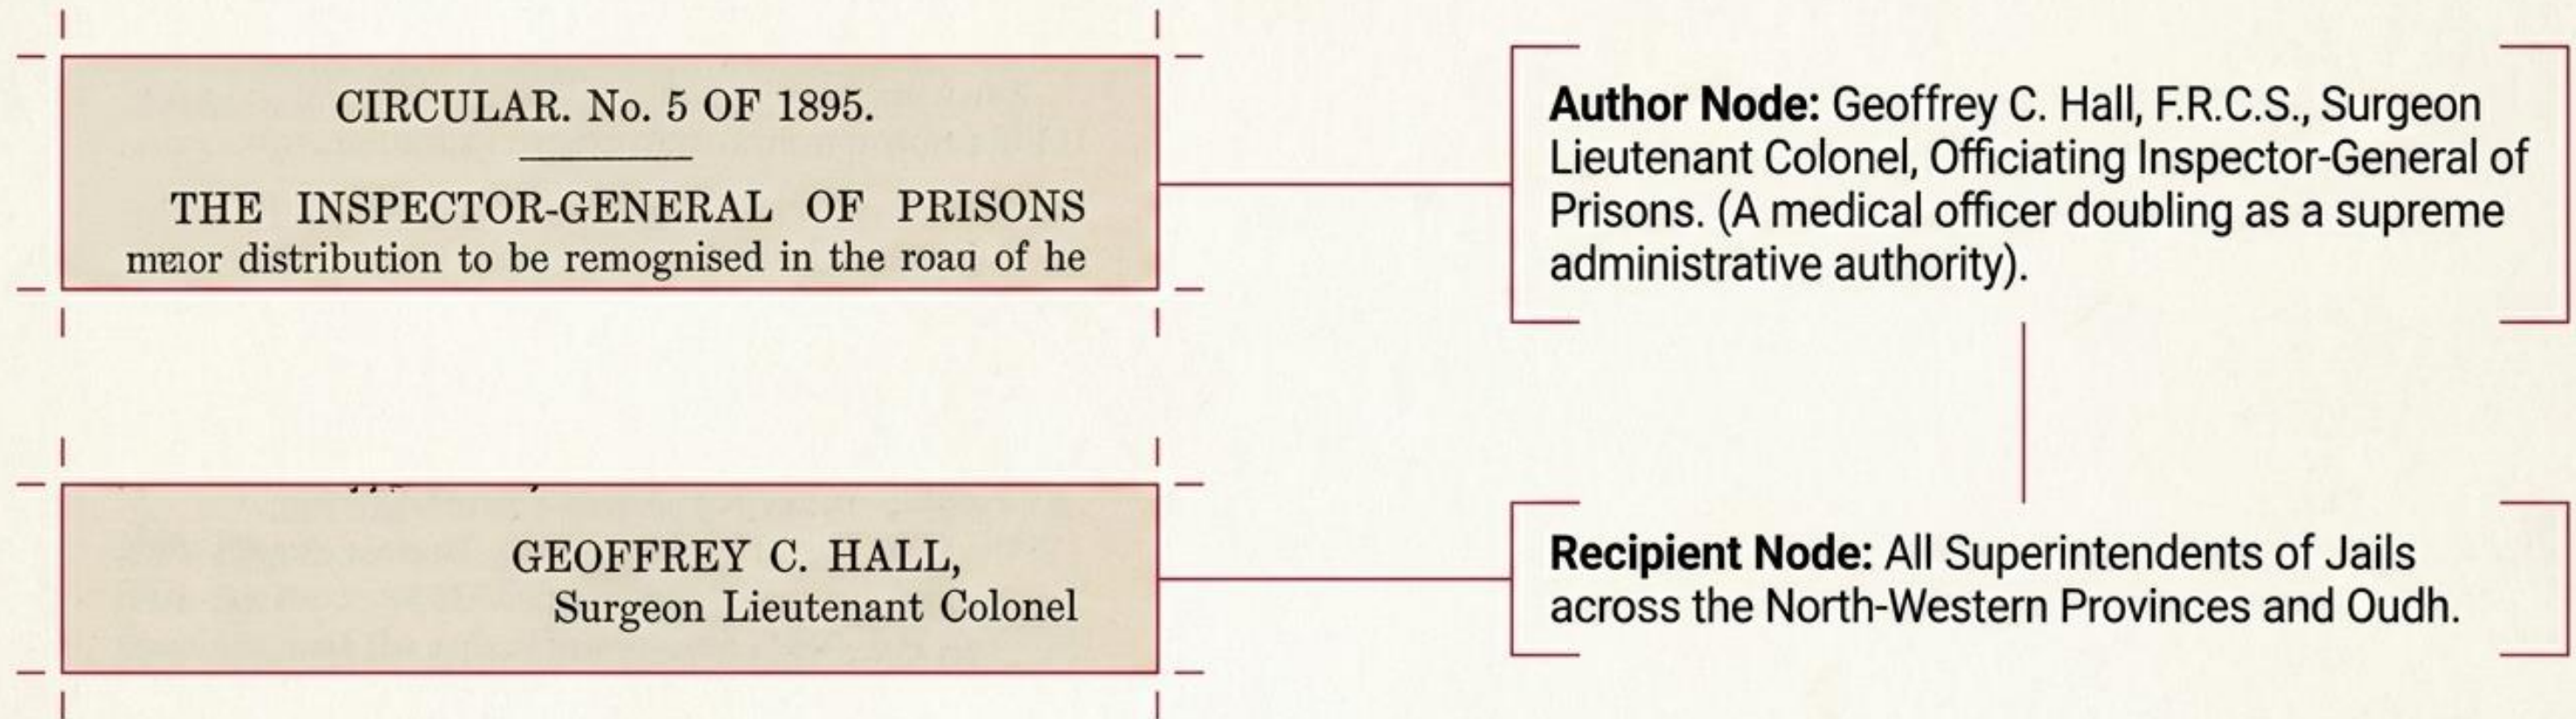 CIRCULAR. No. 5 OF 1895.
THE INSPECTOR-GENERAL OF PRISONS
distribution to be remognised in the roaa of he
Author Node: Geoffrey C. Hall, F.R.C.S., Surgeon
Lieutenant Colonel, Officiating Inspector-General of
Prisons. (A medical officer doubling as a supreme
administrative authority).
GEOFFREY C. HALL,
Surgeon Lieutenant Colonel
Recipient Node: All Superintendents of Jails
across the North-Western Provinces and Oudh.